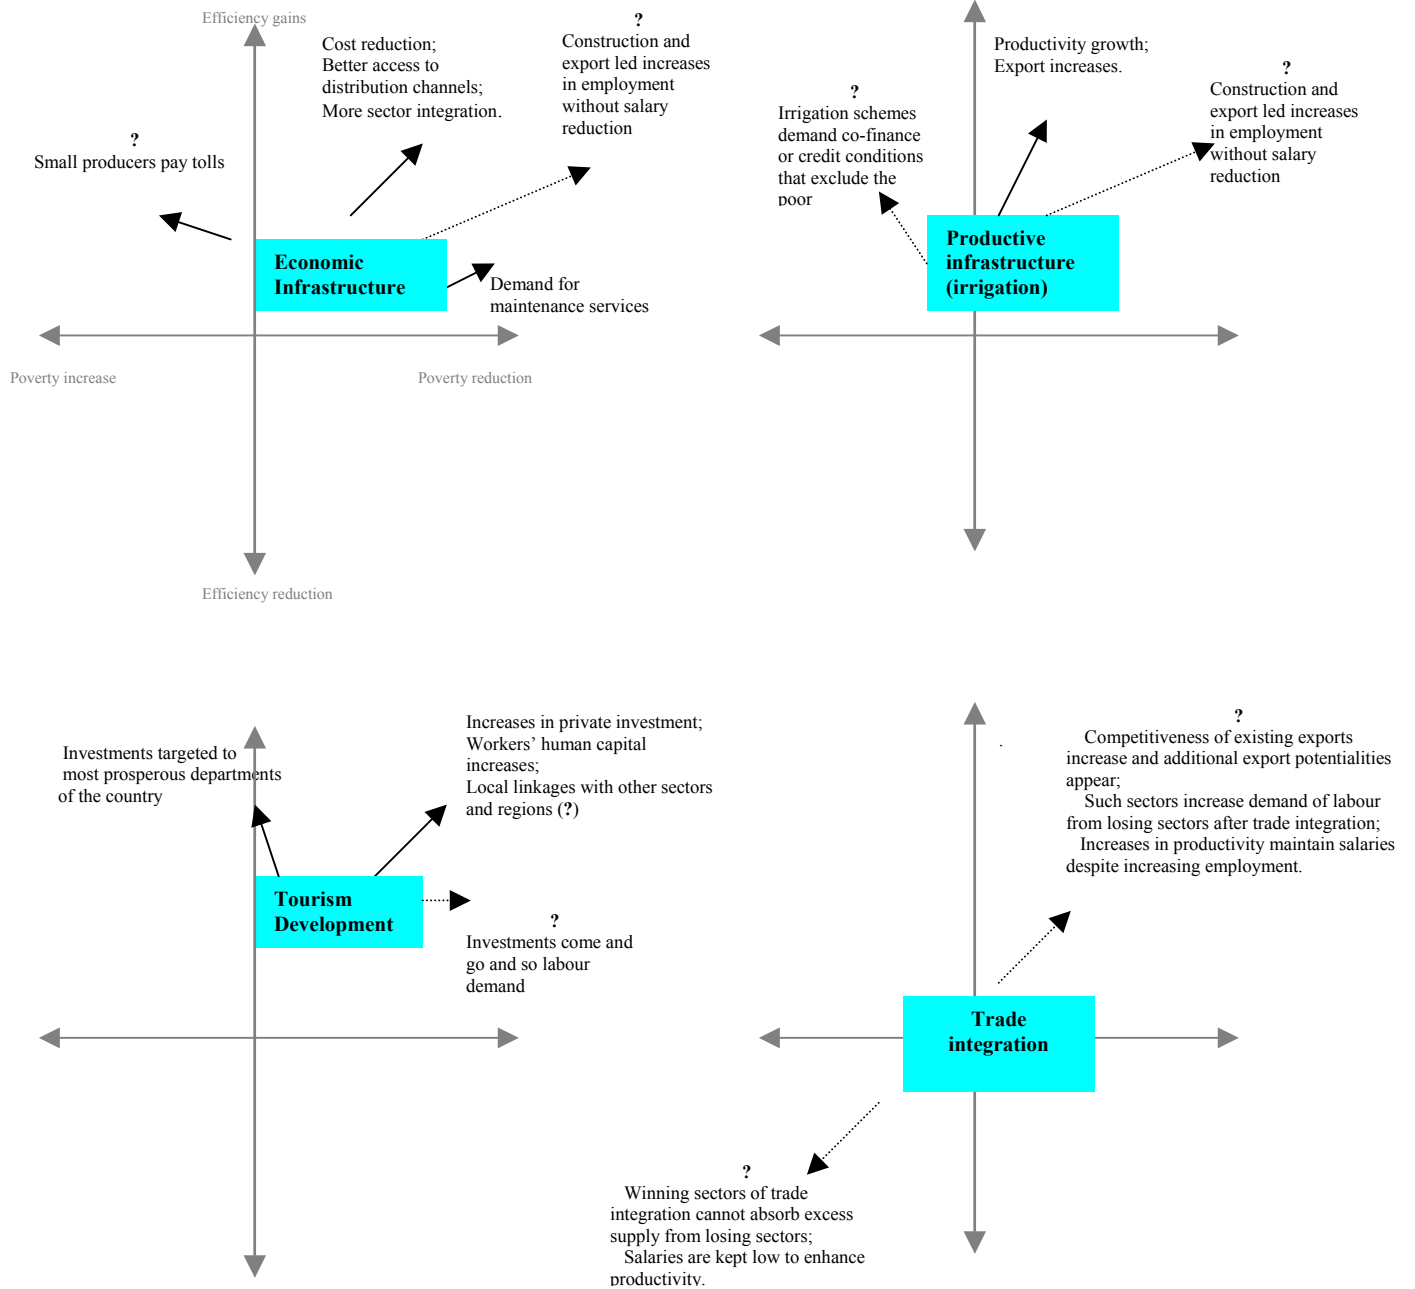 Efficiency gains
?
Small producers pay tolls
Cost reduction;
Better access to
distribution channels;
More sector integration.
?
Construction and
export led increases
in employment
without salary
reduction
Economic
Infrastructure
Demand for
maintenance services
Poverty increase
Poverty reduction
Efficiency reduction
?
Irrigation schemes
demand co-finance
or credit conditions
that exclude the
poor
Productivity growth;
Export increases.
?
Construction and
export led increases
in employment
without salary
reduction
Productive
infrastructure
(irrigation)
Investments targeted to
most prosperous departments
of the country
Increases in private investment;
Workers’ human capital
increases;
Local linkages with other sectors
and regions (?)
Tourism
Development
?
Investments come and
go and so labour
demand
.
?
Competitiveness of existing exports
increase and additional export potentialities
appear;
Such sectors increase demand of labour
from losing sectors after trade integration;
Increases in productivity maintain salaries
despite increasing employment.
Trade
integration
?
Winning sectors of trade
integration cannot absorb excess
supply from losing sectors;
Salaries are kept low to enhance
productivity.